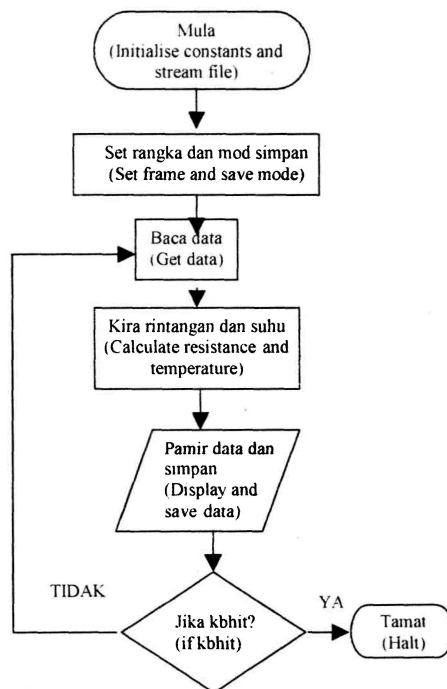 Mula
(Initialise constants and
stream file)
Set rangka dan mod simpan
(Set frame and save mode)
Baca data
(Get data)
Kira rintangan dan suhu
(Calculate resistance and
temperature)
Pamir data dan
simpan
(Display and
save data)
TIDAK
Jika kbhit?
(if kbhit)
YA
Tamat
(Halt)